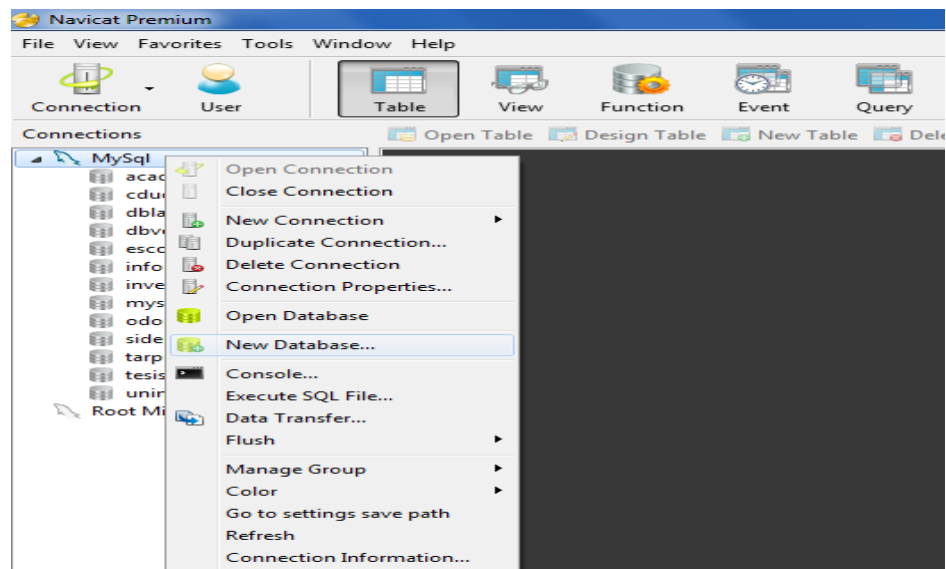 Navicat Premium
File View Favorites Tools Window Help
Connection User Table View Function Event Query
Connections Open Table Design Table New Table
MySql
Open Connection
Close Connection
New Connection
Duplicate Connection...
Delete Connection
info Connection Properties...
Open Database
side New Database...
Console...
tesis Execute SQL File...
Data Transfer...
Flush
Manage Group
Color
Go to settings save path
Refresh
Connection Information...